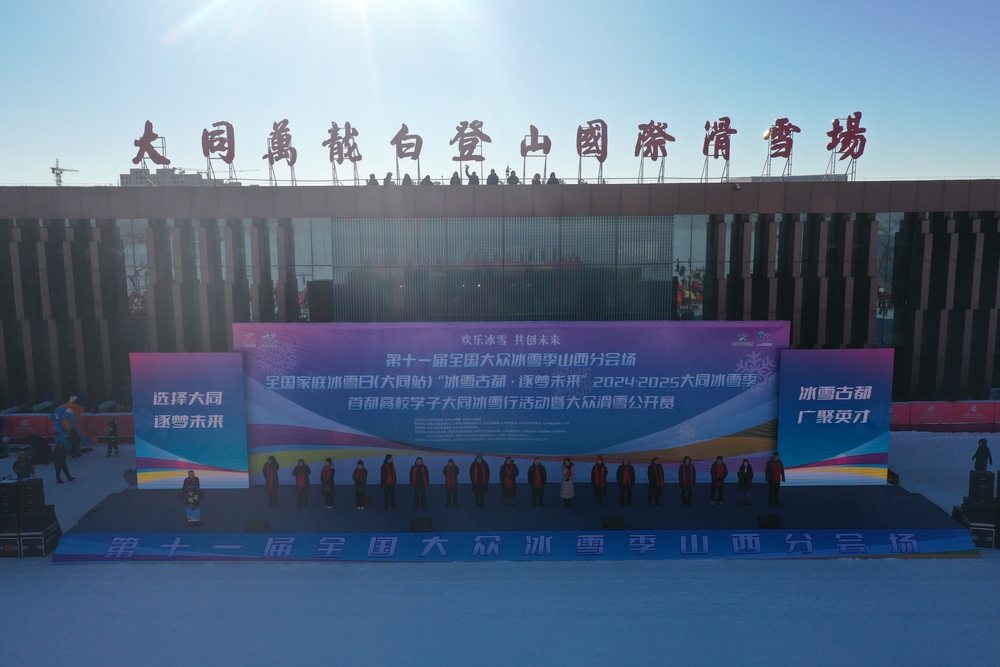 大同萬龍白登山國際滑雪場
欢乐冰雪 共创未来
第十一届全国大众冰雪季山西分会场
全国家庭冰雪日(大同站)“冰雪古都·逐梦未来”2024-2025大同冰雪季
首都高校学子大同冰雪行活动暨大众滑雪公开赛
选择大同
逐梦未来
冰雪古都
广聚英才
第十一届全国大众冰雪季山西分会场